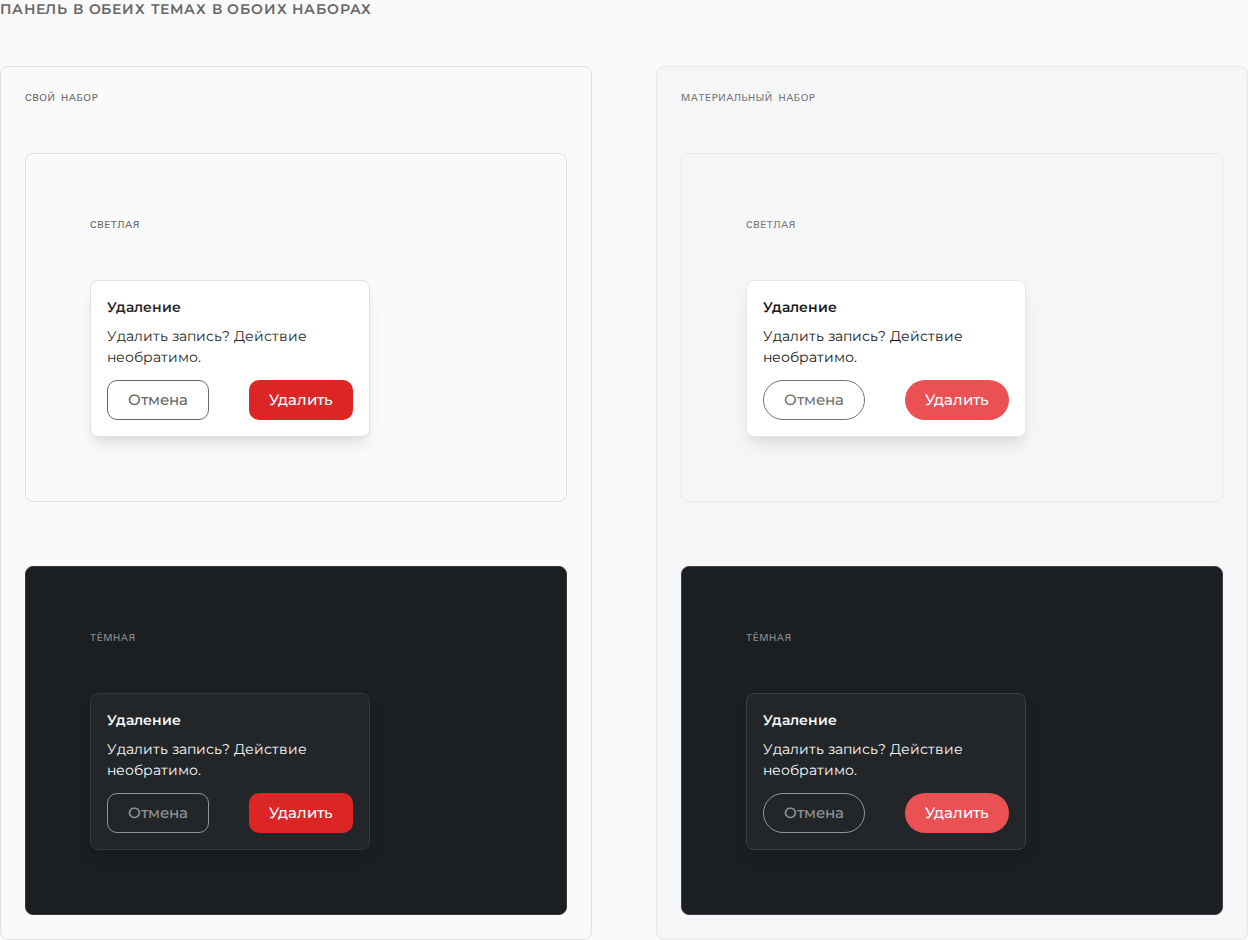 ПАНЕЛЬ В ОБЕИХ ТЕМАХ В ОБОИХ НАБОРАХ
СВОЙ НАБОР
СВЕТЛАЯ
Удаление
Удалить запись? Действие
необратимо.
Отмена
Удалить
ТЁМНАЯ
Удаление
Удалить запись? Действие
необратимо.
Отмена
Удалить
МАТЕРИАЛЬНЫЙ НАБОР
СВЕТЛАЯ
Удаление
Удалить запись? Действие
необратимо.
Отмена
Удалить
ТЁМНАЯ
Удаление
Удалить запись? Действие
необратимо.
Отмена
Удалить